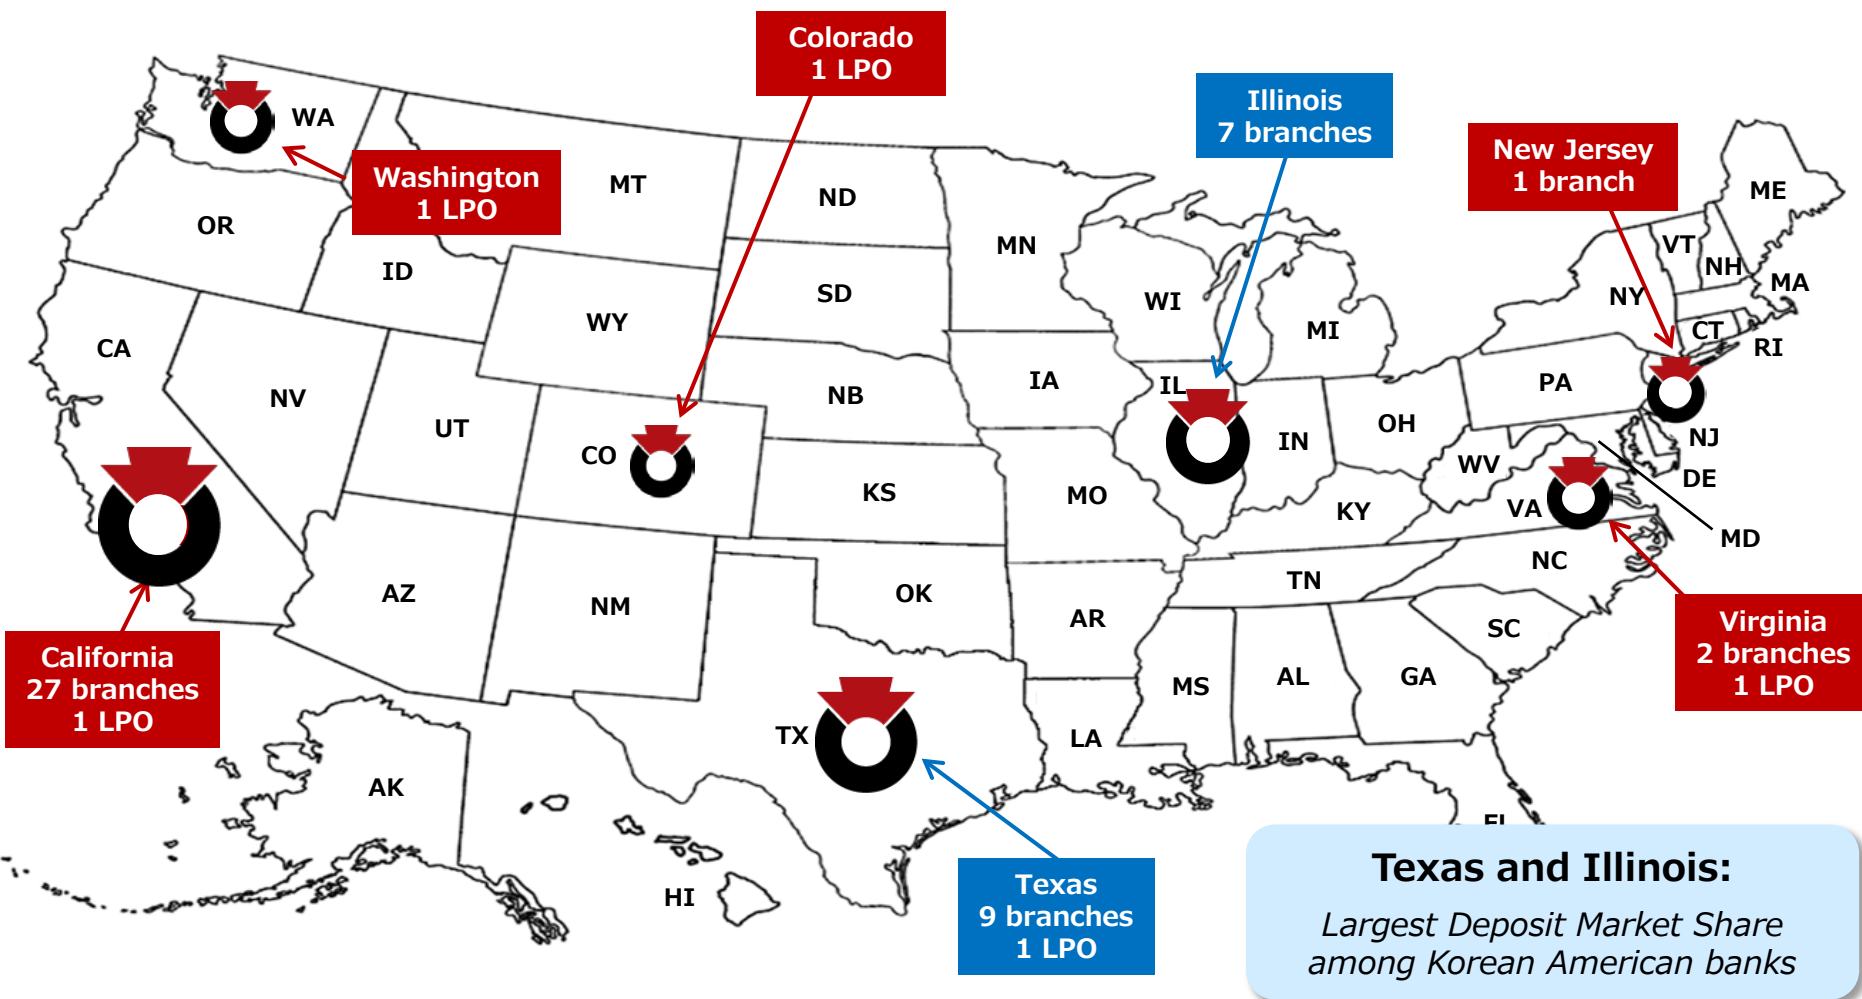 Colorado
1 LPO
Illinois
7 branches
New Jersey
1 branch
Washington
1 LPO
WA
MT
ND
MN
ME
VT
NH
MA
OR
ID
SD
WI
NY
MI
CT
RI
CA
WY
NV
NB
IA
IL
PA
UT
CO
IN
OH
NJ
KS
MO
WV
DE
KY
VA
MD
AZ
NM
OK
AR
TN
NC
SC
California
27 branches
1 LPO
Virginia
2 branches
1 LPO
MS
AL
GA
TX
LA
AK
HI
FL
Texas
9 branches
1 LPO
Texas and Illinois:
Largest Deposit Market Share
among Korean American banks